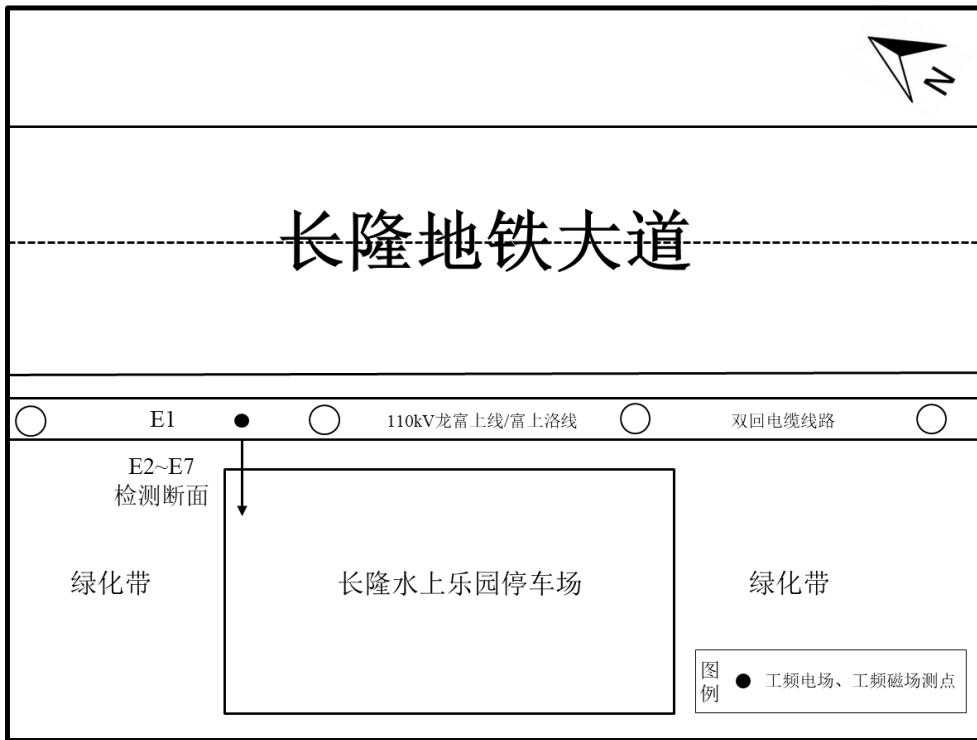 N
长隆地铁大道
E1
110kV龙富上线/富上洛线
双回电缆线路
E2~E7
检测断面
绿化带
长隆水上乐园停车场
绿化带
图例
工频电场、工频磁场测点